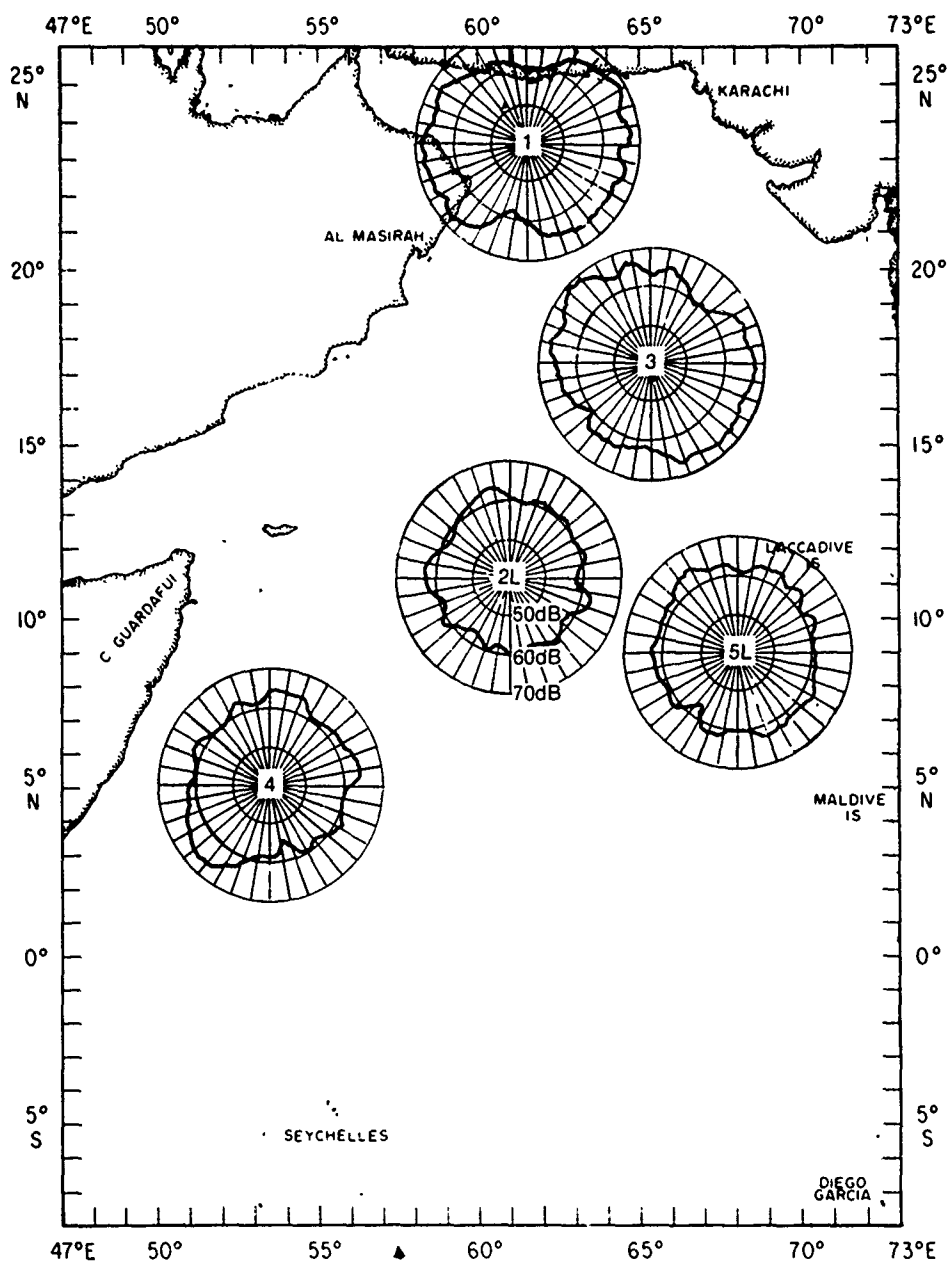 47°E 50° 55° 60° 65° 70° 73°E
25° 25°
N N
KARACHI
1
AL MASIRAH
20° 20°
3
15° 15°
LACCADIVE
IS
2L
C GUARDAFUI
10° 50dB 10°
5L
60dB
70dB
4
5° 5°
N N
MALDIVE
IS
0° 0°
5° 5°
S S
SEYCHELLES
DIEGO
GARCIA
47°E 50° 55° 60° 65° 70° 73°E